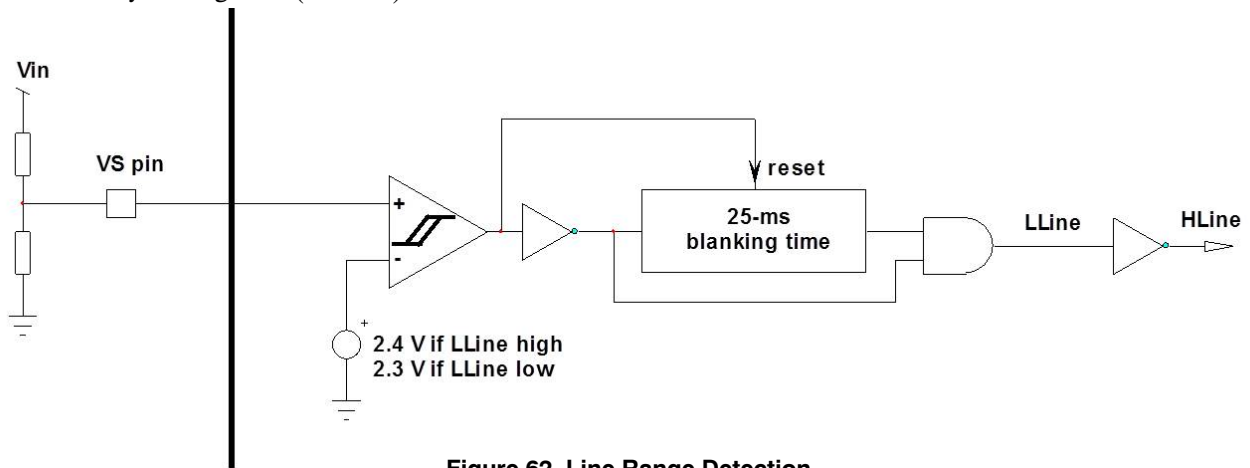 Vin
VS pin
+
-
+
2.4 V if LLine high
2.3 V if LLine low
reset
25-ms
blanking time
LLine
HLine
Figure 62. Line Range Detection